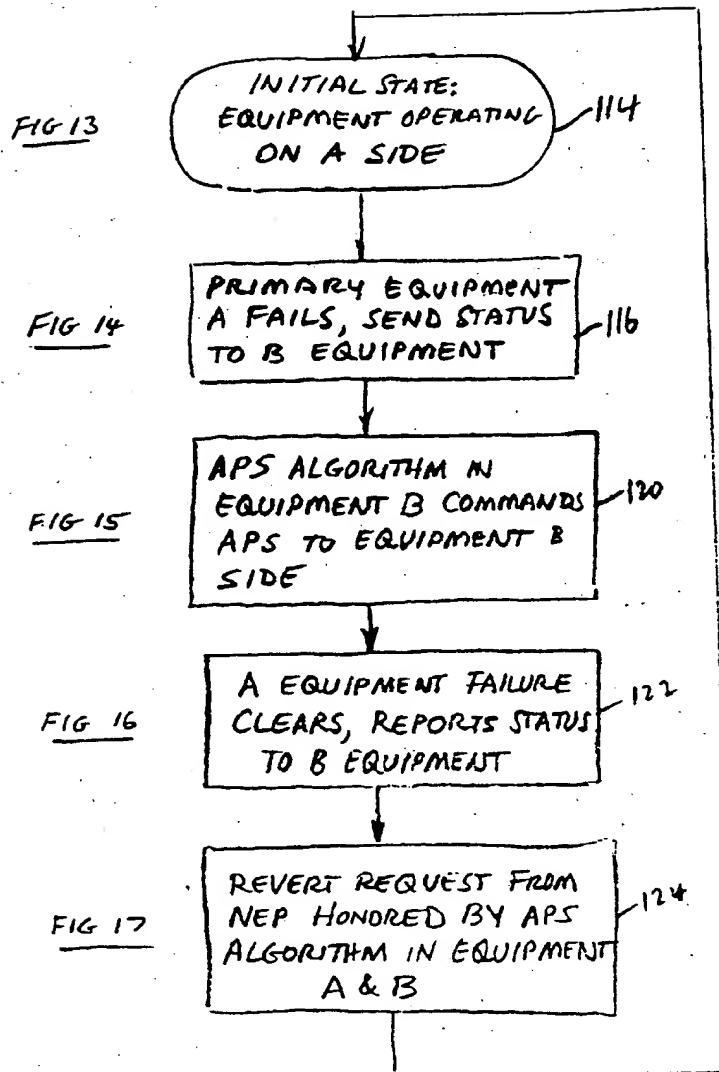 FIG 13
INITIAL STATE:
EQUIPMENT OPERATING
ON A SIDE
114
FIG 14
PRIMARY EQUIPMENT
A FAILS, SEND STATUS
TO B EQUIPMENT
116
FIG 15
APS ALGORITHM IN
EQUIPMENT B COMMANDS
APS TO EQUIPMENT B
SIDE
120
FIG 16
A EQUIPMENT FAILURE
CLEARS, REPORTS STATUS
TO B EQUIPMENT
122
FIG 17
REVERT REQUEST FROM
NEP HONORED BY APS
ALGORITHM IN EQUIPMENT
A & B
124